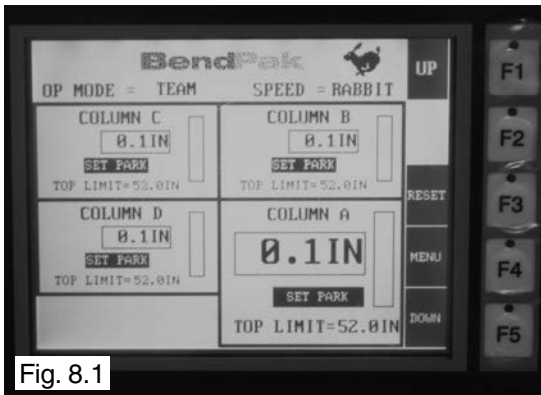 BendPak
UP
OP MODE = TEAM SPEED = RABBIT
COLUMN C
0.1IN
SET PARK
TOP LIMIT=52.0IN
COLUMN B
0.1IN
SET PARK
TOP LIMIT=52.0IN
COLUMN D
0.1IN
SET PARK
TOP LIMIT=52.0IN
COLUMN A
0.1IN
SET PARK
TOP LIMIT=52.0IN
RESET
MENU
DOWN
F1
F2
F3
F4
F5
Fig. 8.1